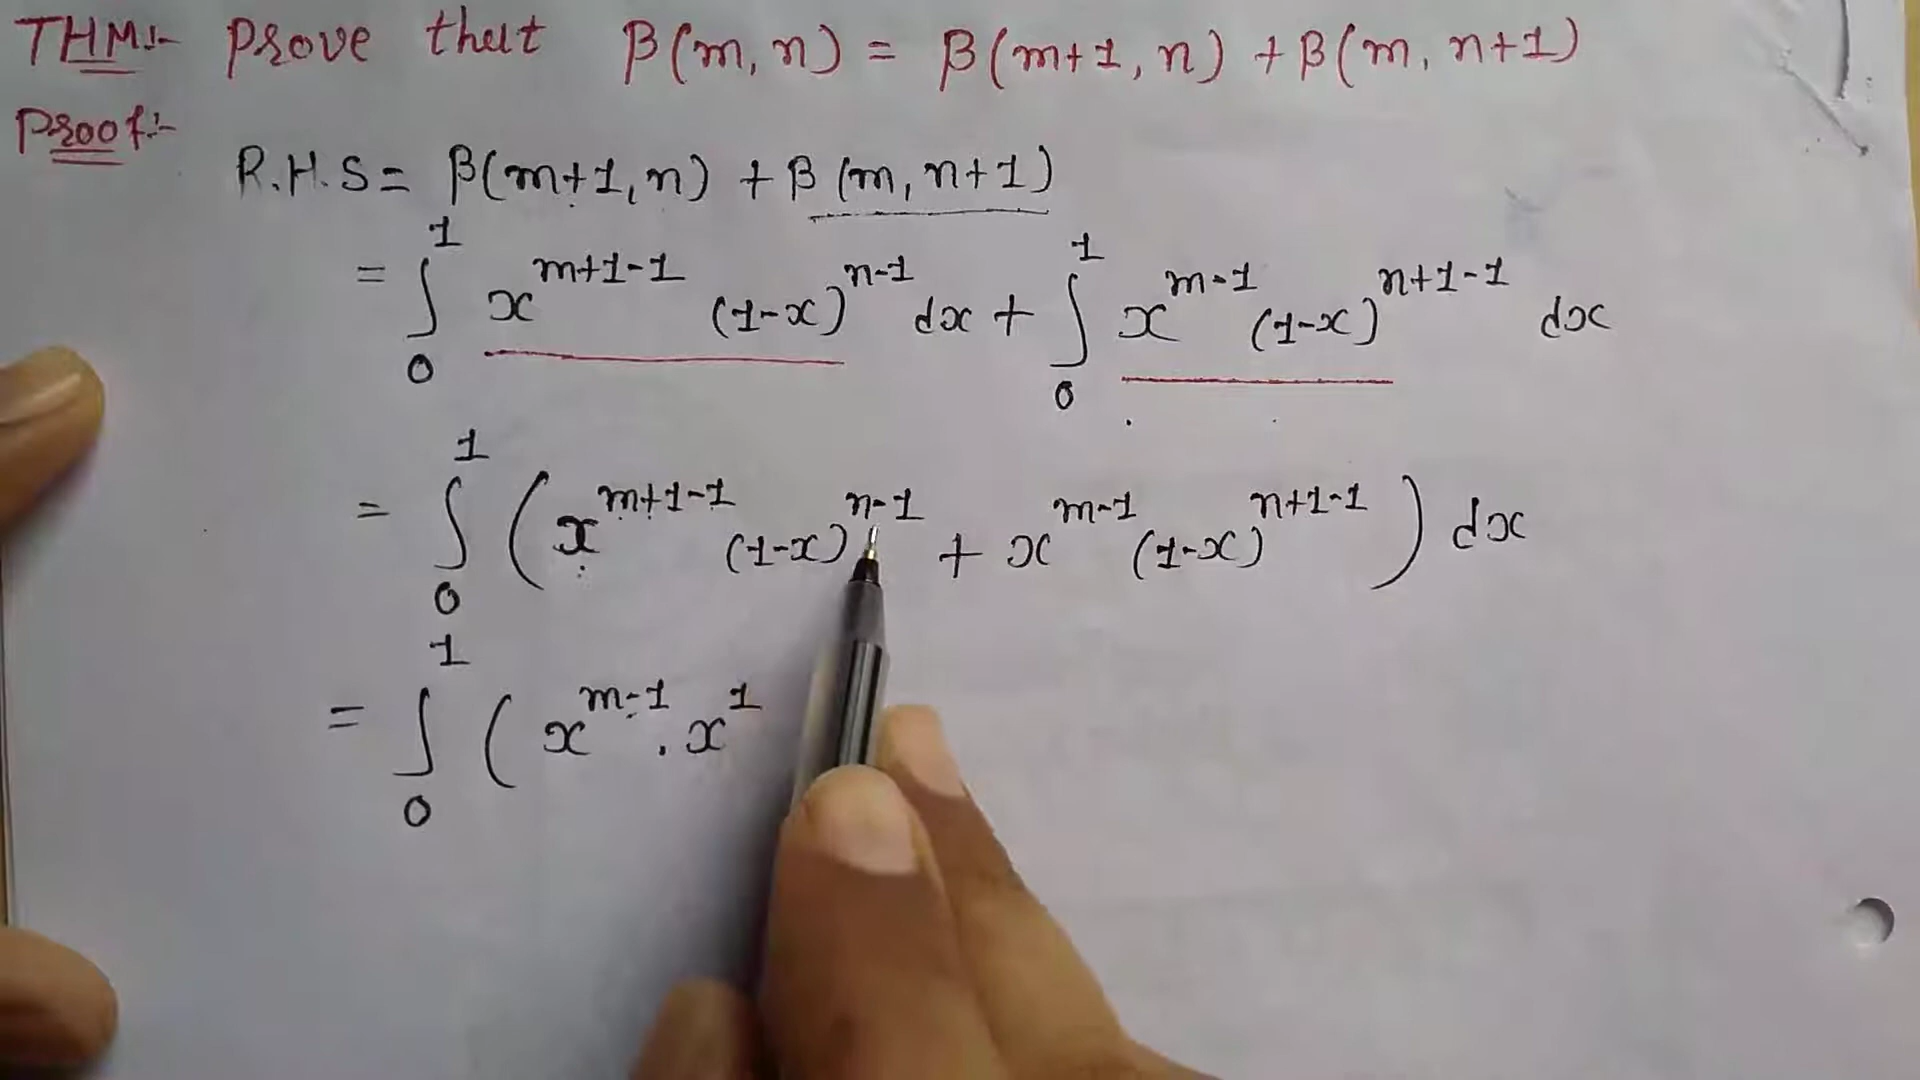 THM:- Prove that β(m, n) = β(m+1, n) + β(m, n+1)
Proof:-
R.H.S = β(m+1, n) + β(m, n+1)
= ∫₀¹ x^{m+1-1} (1-x)^{n-1} dx + ∫₀¹ x^{m-1} (1-x)^{n+1-1} dx
= ∫₀¹ ( x^{m+1-1} (1-x)^{n-1} + x^{m-1} (1-x)^{n+1-1} ) dx
= ∫₀¹ ( x^{m-1} . x^1